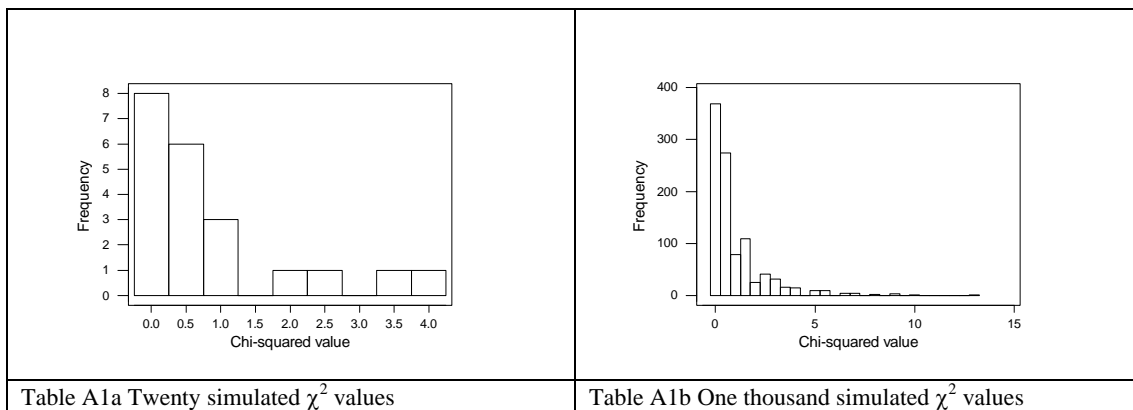 8
7
6
5
4
3
2
1
0
Frequency
0.0 0.5 1.0 1.5 2.0 2.5 3.0 3.5 4.0
Chi-squared value
Table A1a Twenty simulated χ² values
400
300
200
100
0
Frequency
0 5 10 15
Chi-squared value
Table A1b One thousand simulated χ² values